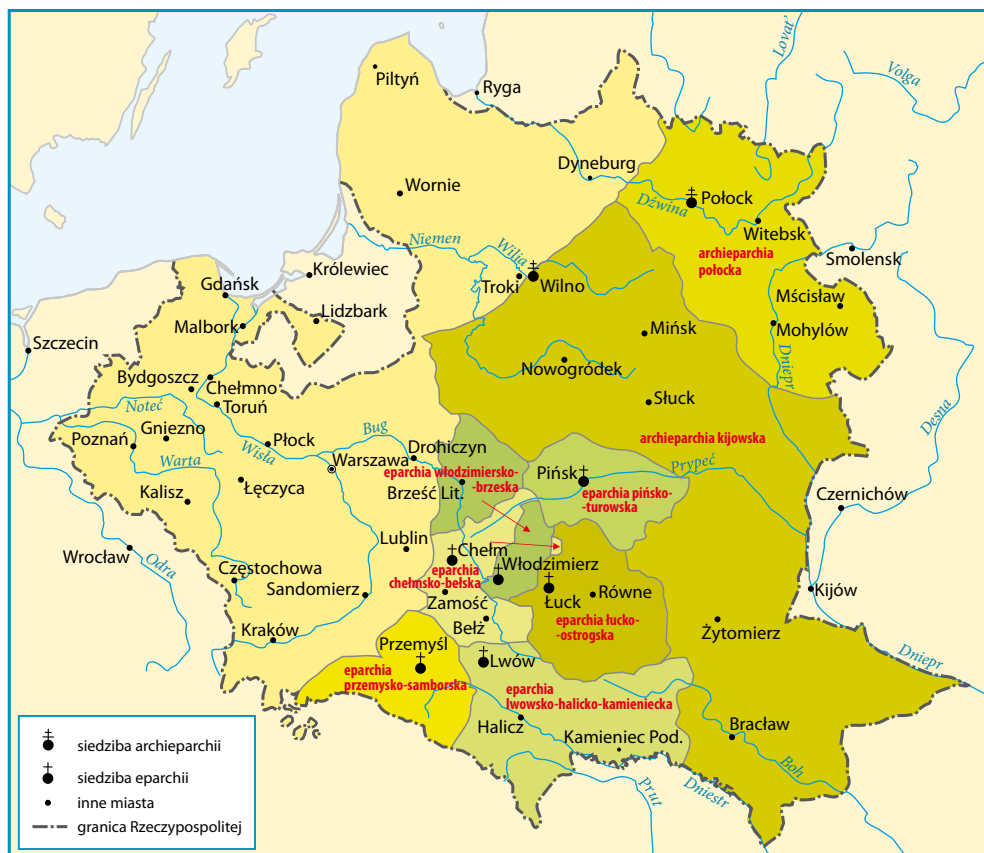 Lovat'
Volga
Piltyń
Ryga
Dyneburg
Wornie
Połock
Dźwina
Witebsk
archieparchia
połocka
Smolensk
Niemen
Wilia
Królewiec
Troki
Wilno
Gdańsk
Mścisław
Lidzbark
Malbork
Mińsk
Mohylów
Szczecin
Dniepr
Nowogródek
Bydgoszcz
Chełmno
Toruń
Słuck
Desna
Noteć
Gniezno
Poznań
Płock
Bug
Drohiczyn
archieparchia kijowska
Wisła
Warszawa
Warta
eparchia włodzimiersko-
-brzeska
Pińsk
Prypeć
Łęczyca
Kalisz
Brześć Lit.
eparchia pińsko-
-turowska
Czernichów
Lublin
Chełm
Wrocław
Odra
Włodzimierz
Częstochowa
eparchia
chełmsko-bełska
Sandomierz
Zamość
Łuck
Równe
Kijów
eparchia łucko-
-ostrogska
Bełz
Żytomierz
Kraków
Przemyśl
Lwów
Dniepr
eparchia
przemysko-samborska
eparchia
lwowsko-halicko-kamieniecka
Halicz
Bracław
Kamieniec Pod.
Boh
Prut
Dniestr
siedziba archieparchii
siedziba eparchii
inne miasta
granica Rzeczypospolitej